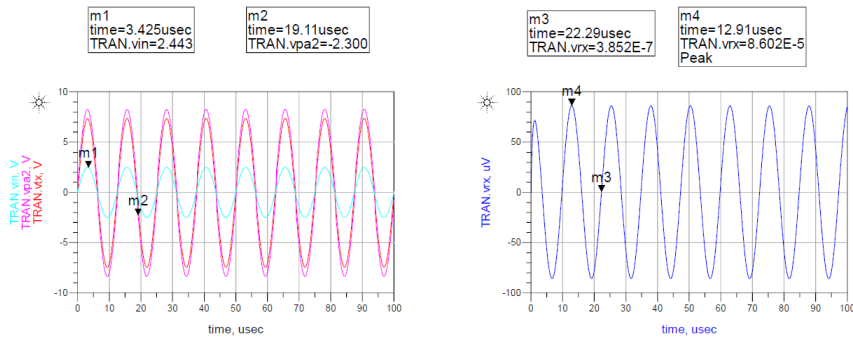 m1
time=3.425usec
TRAN.vin=2.443
m2
time=19.11usec
TRAN.vpa2=-2.300
m3
time=22.29usec
TRAN.vrx=3.852E-7
m4
time=12.91usec
TRAN.vrx=8.602E-5
Peak
TRAN.vin, V
TRAN.vpa2, V
TRAN.vtx, V
10
5
0
-5
-10
m1
m2
0 10 20 30 40 50 60 70 80 90 100
time, usec
TRAN.vrx, uV
100
50
0
-50
-100
m4
m3
0 10 20 30 40 50 60 70 80 90 100
time, usec